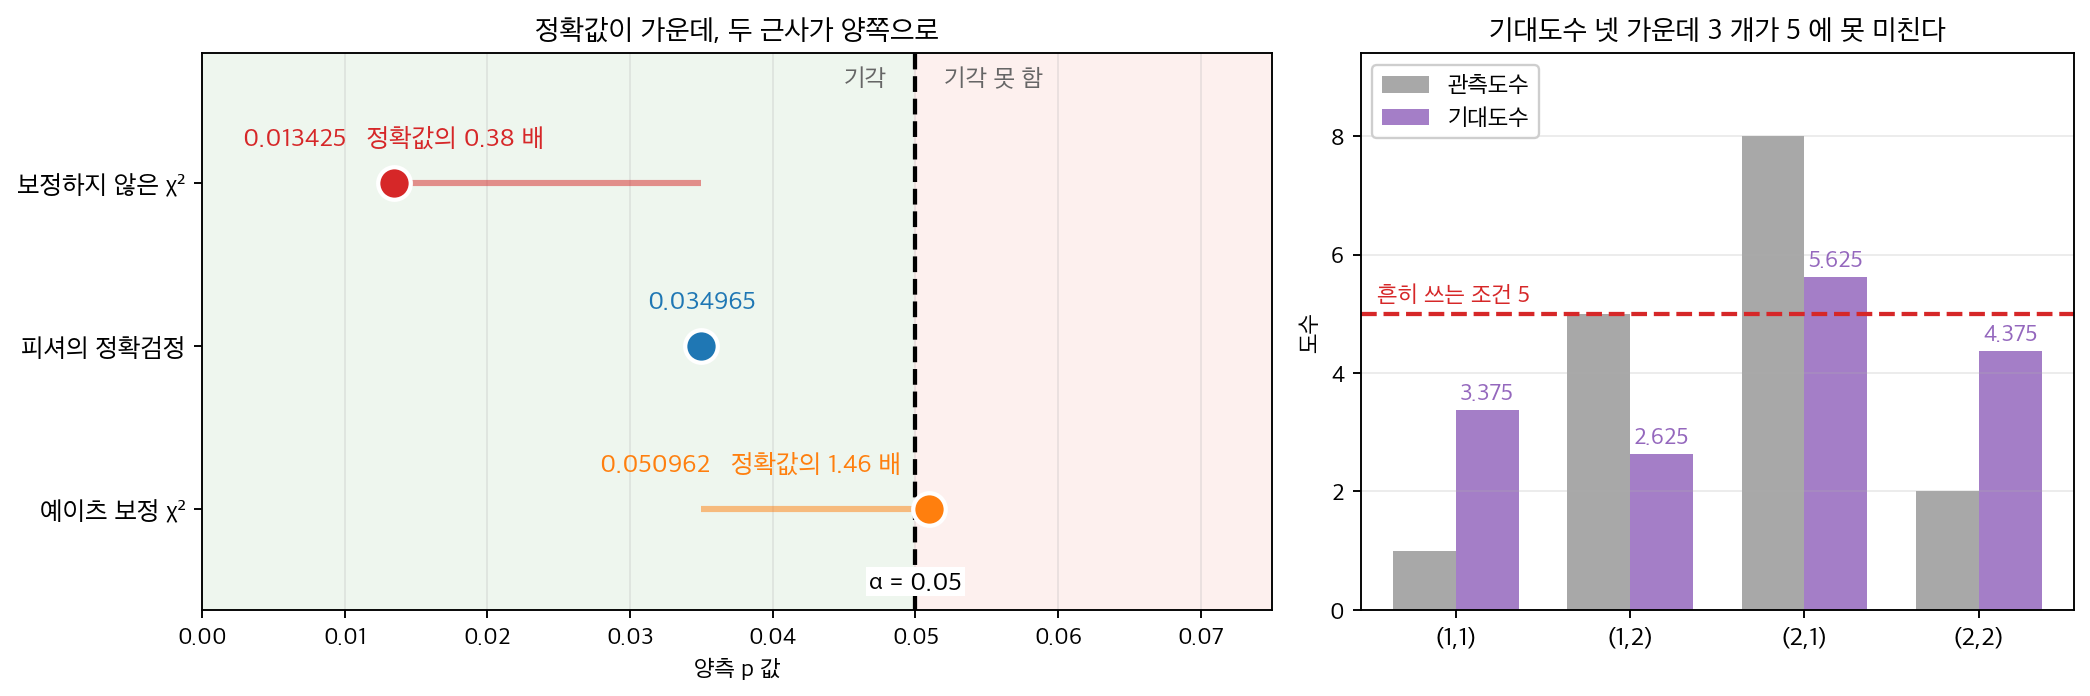 정확값이 가운데, 두 근사가 양쪽으로
기각
기각 못 함
0.013425 정확값의 0.38 배
보정하지 않은 χ²
0.034965
피셔의 정확검정
0.050962 정확값의 1.46 배
예이츠 보정 χ²
α = 0.05
0.00 0.01 0.02 0.03 0.04 0.05 0.06 0.07
양측 p 값
기대도수 넷 가운데 3 개가 5 에 못 미친다
관측도수
기대도수
흔히 쓰는 조건 5
3.375
2.625
5.625
4.375
도수
8
6
4
2
0
(1,1) (1,2) (2,1) (2,2)